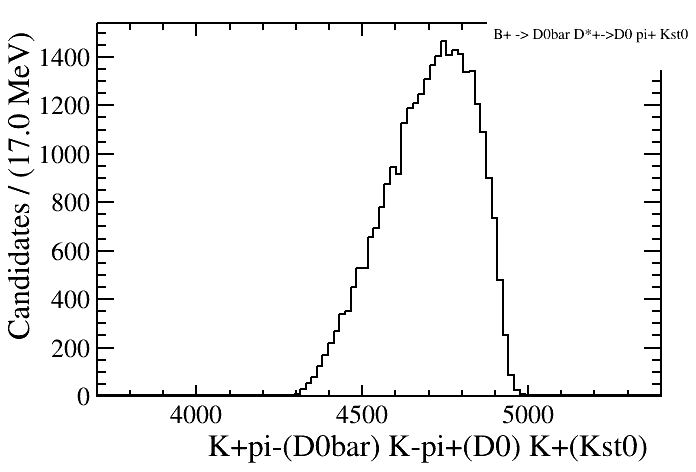 B+ -> D0bar D*+->D0 pi+ Kst0
Candidates / (17.0 MeV)
1400
1200
1000
800
600
400
200
0
4000 4500 5000
K+pi-(D0bar) K-pi+(D0) K+(Kst0)